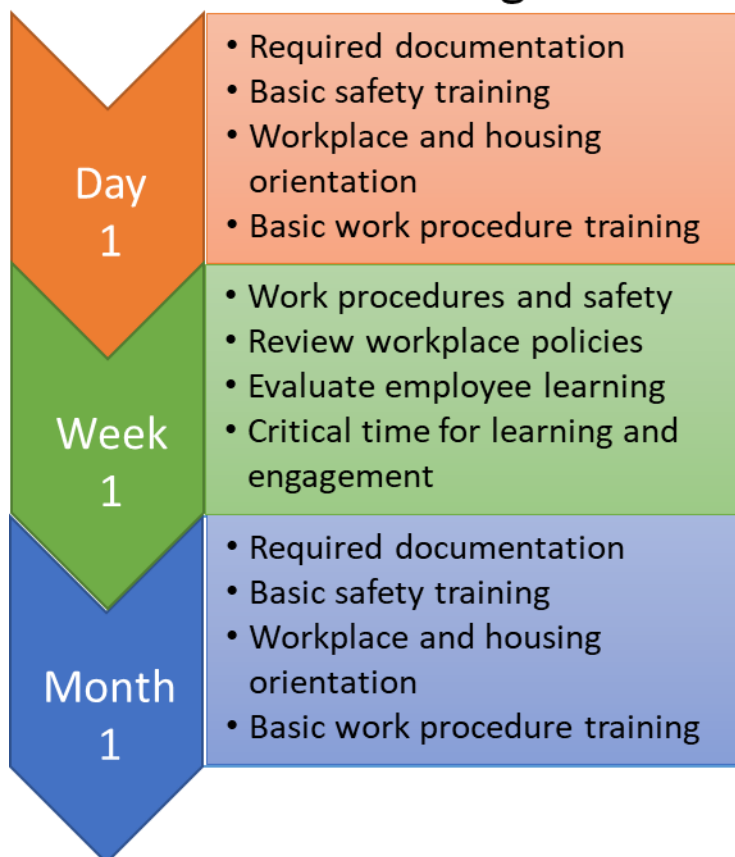 Day
1
• Required documentation
• Basic safety training
• Workplace and housing
orientation
• Basic work procedure training
Week
1
• Work procedures and safety
• Review workplace policies
• Evaluate employee learning
• Critical time for learning and
engagement
Month
1
• Required documentation
• Basic safety training
• Workplace and housing
orientation
• Basic work procedure training